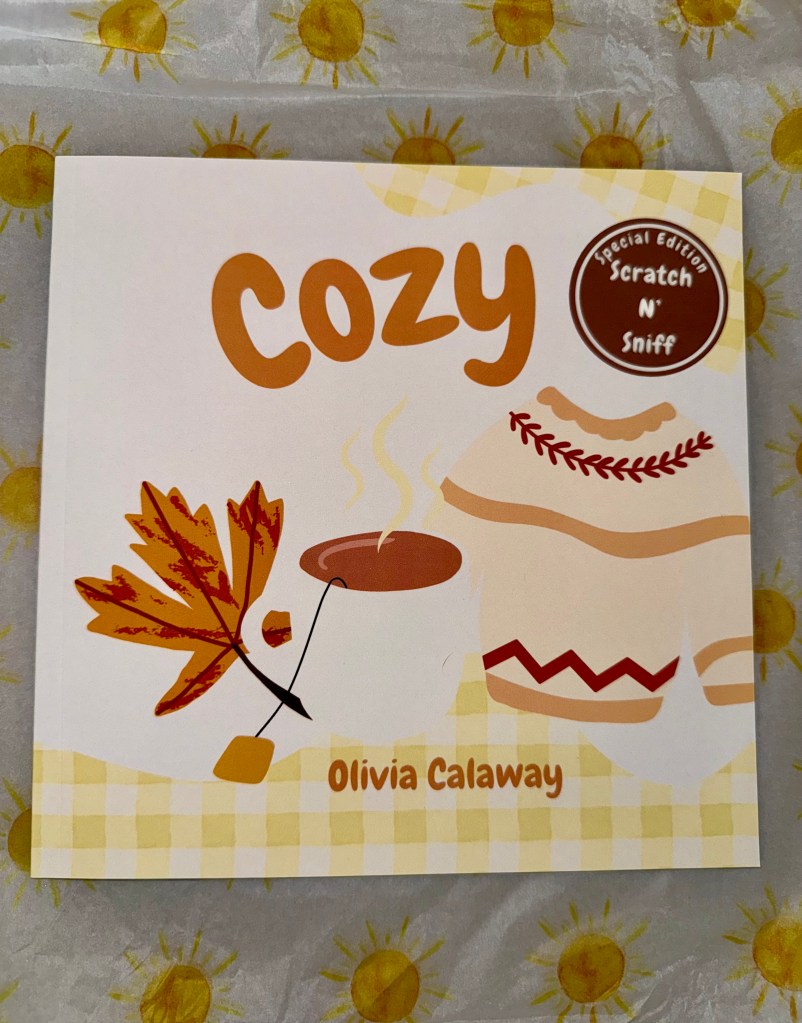 Cozy
Special Edition
Scratch
N'
Sniff
Olivia Calaway